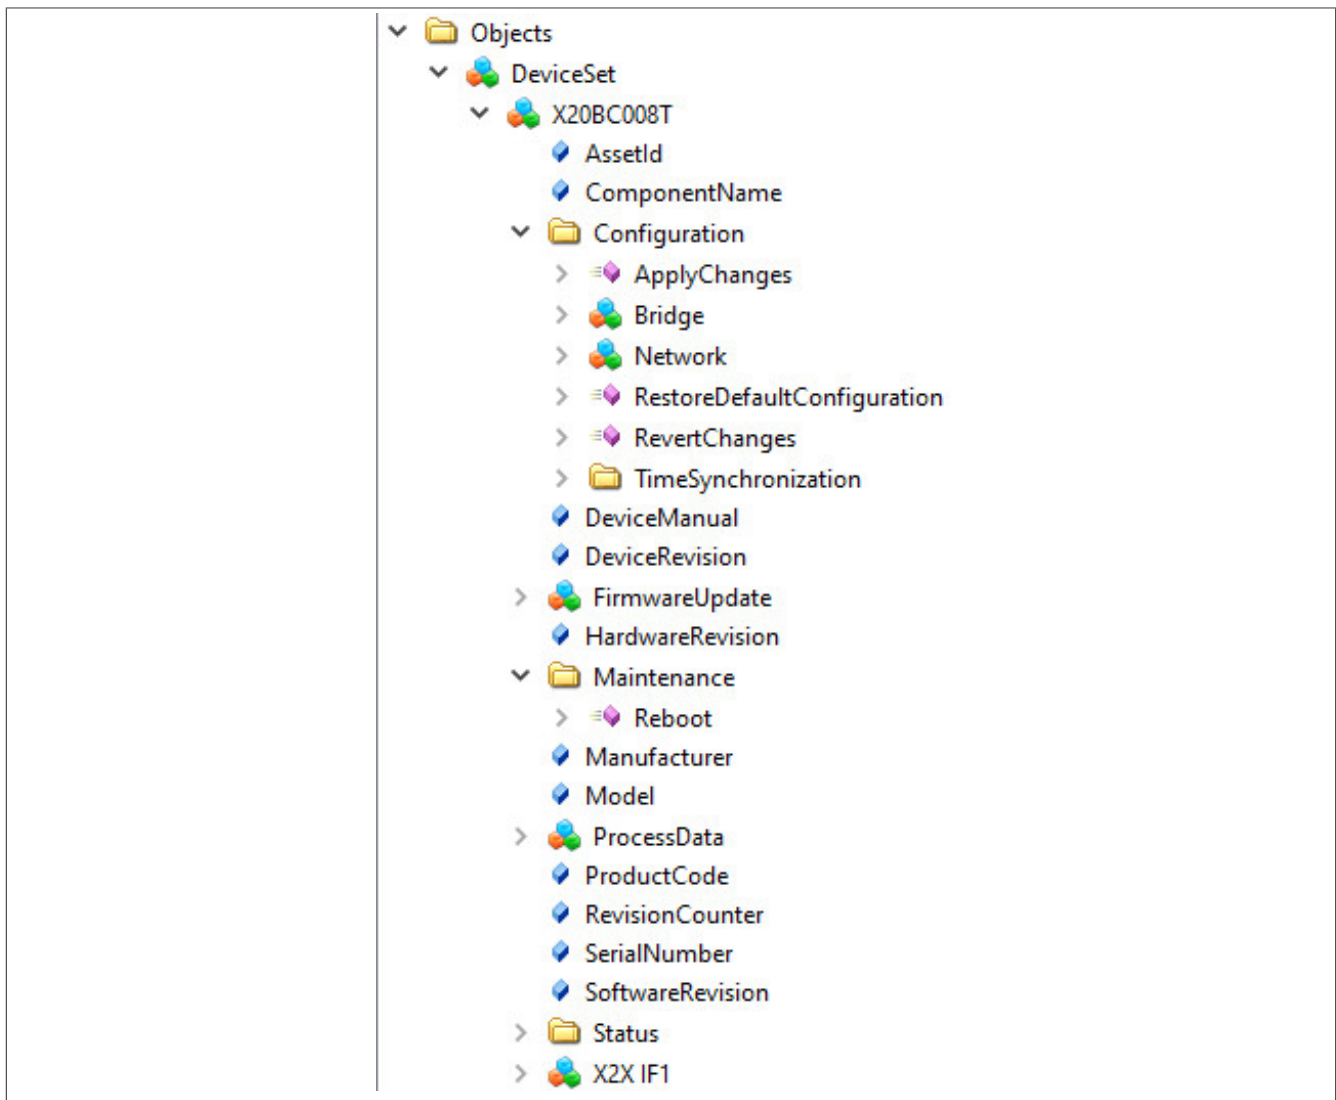 Objects
DeviceSet
X20BC008T
AssetId
ComponentName
Configuration
ApplyChanges
Bridge
Network
RestoreDefaultConfiguration
RevertChanges
TimeSynchronization
DeviceManual
DeviceRevision
FirmwareUpdate
HardwareRevision
Maintenance
Reboot
Manufacturer
Model
ProcessData
ProductCode
RevisionCounter
SerialNumber
SoftwareRevision
Status
X2X IF1